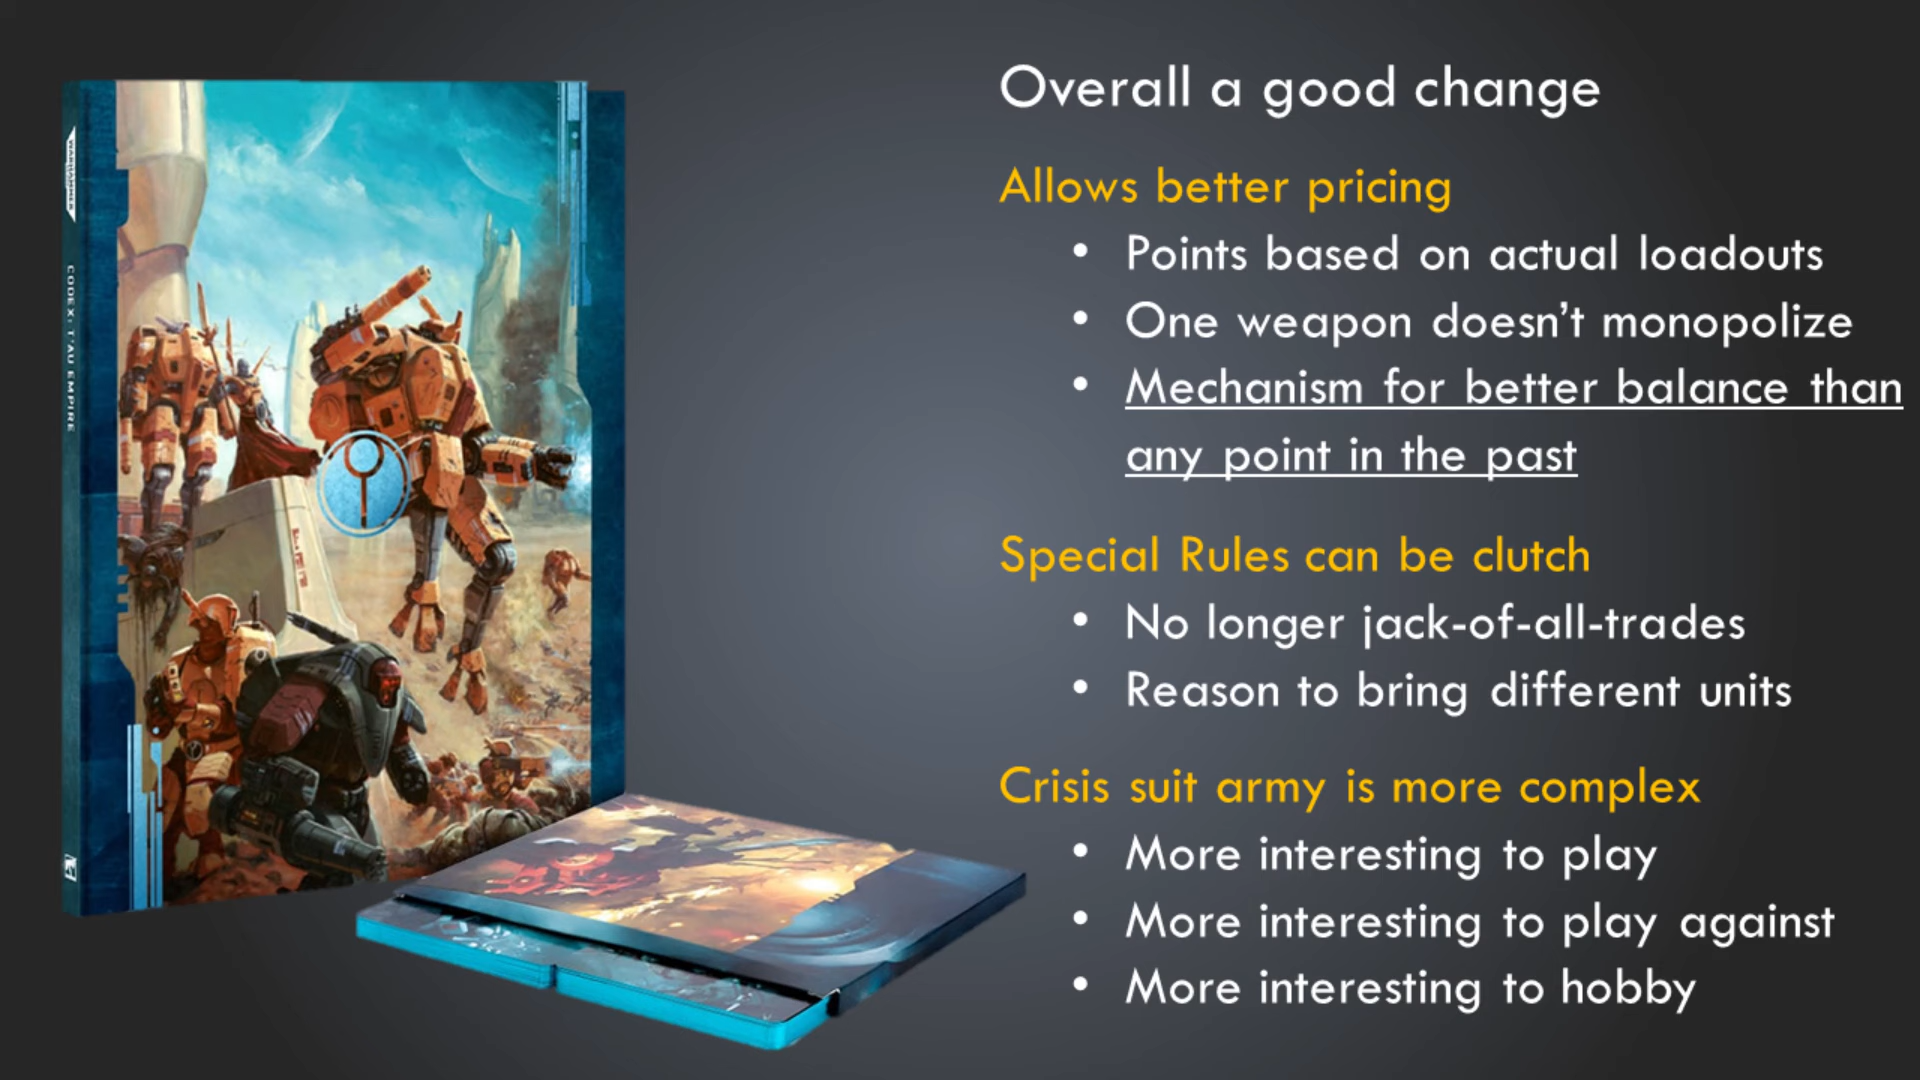 WARHAMMER
CODEX: T'AU EMPIRE
Overall a good change
Allows better pricing
• Points based on actual loadouts
• One weapon doesn't monopolize
• Mechanism for better balance than
any point in the past
Special Rules can be clutch
• No longer jack-of-all-trades
• Reason to bring different units
Crisis suit army is more complex
• More interesting to play
• More interesting to play against
• More interesting to hobby